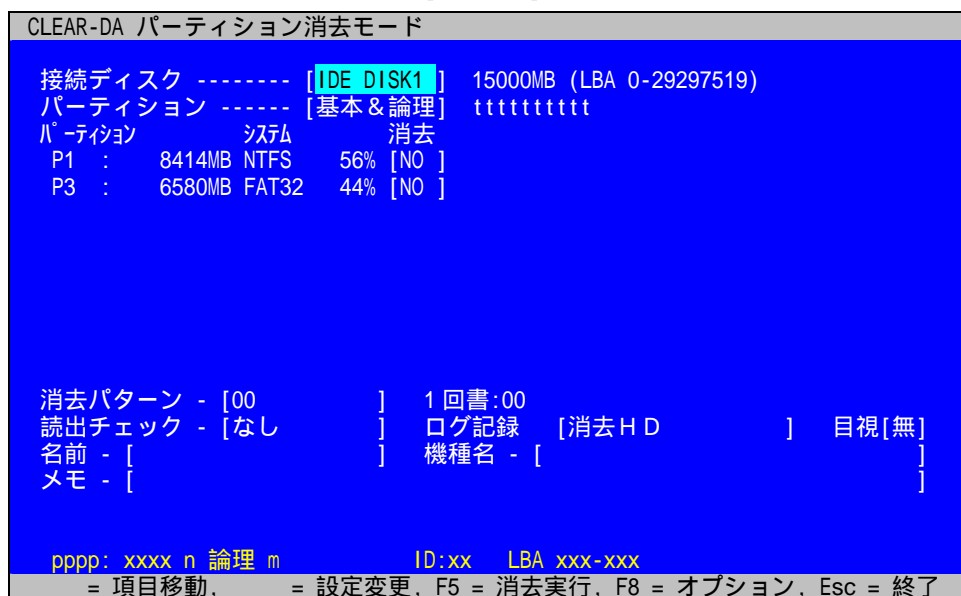 CLEAR-DA パーティション消去モード
接続ディスク -------- [IDE DISK1 ] 15000MB (LBA 0-29297519)
パーティション ------ [基本＆論理] tttttttttt
ﾊﾟｰﾃｨｼｮﾝ ｼｽﾃﾑ 消去
P1 : 8414MB NTFS 56% [NO ]
P3 : 6580MB FAT32 44% [NO ]
消去パターン - [00 ] １回書:00
読出チェック - [なし ] ログ記録 [消去ＨＤ ] 目視[無]
名前 - [ ] 機種名 - [ ]
メモ - [ ]
pppp: xxxx n 論理 m ID:xx LBA xxx-xxx
= 項目移動, = 設定変更, F5 = 消去実行, F8 = オプション, Esc = 終了